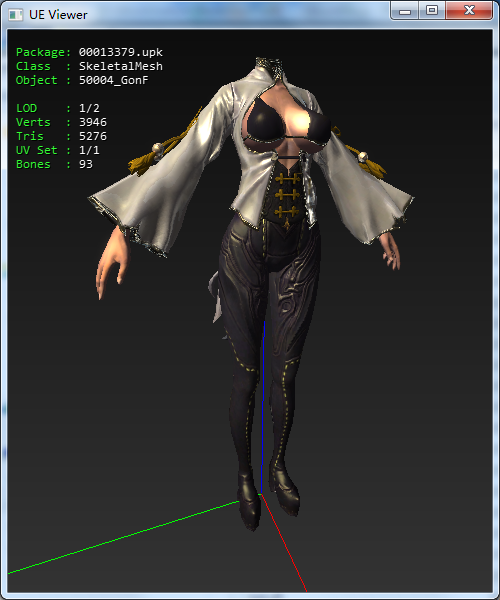 UE Viewer
Package: 00013379.upk
Class : SkeletalMesh
Object : 50004_GonF
LOD : 1/2
Verts : 3946
Tris : 5276
UV Set : 1/1
Bones : 93